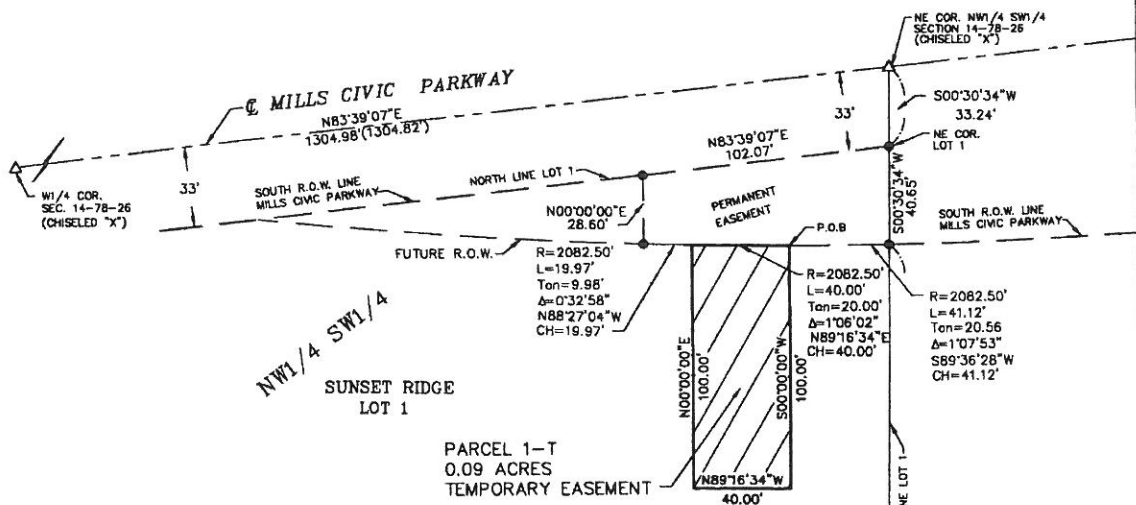 NE COR. NW1/4 SW1/4
SECTION 14-78-26
(CHISELED "X")
℄ MILLS CIVIC PARKWAY
N83°39'07"E
1304.98'(1304.82')
33'
S00°30'34"W
33.24'
NE COR.
LOT 1
N83°39'07"E
102.07'
W1/4 COR.
SEC. 14-78-26
(CHISELED "X")
33'
SOUTH R.O.W. LINE
MILLS CIVIC PARKWAY
NORTH LINE LOT 1
N00°00'00"E
28.60'
PERMANENT
EASEMENT
S00°30'34"W
40.65'
SOUTH R.O.W. LINE
MILLS CIVIC PARKWAY
P.O.B
FUTURE R.O.W.
R=2082.50'
L=19.97'
Tan=9.98'
Δ=0°32'58"
N88°27'04"W
CH=19.97'
R=2082.50'
L=40.00'
Tan=20.00'
Δ=1°06'02"
N89°16'34"E
CH=40.00'
R=2082.50'
L=41.12'
Tan=20.56
Δ=1°07'53"
S89°36'28"W
CH=41.12'
NW1/4 SW1/4
SUNSET RIDGE
LOT 1
N00°00'00"E
100.00'
S00°00'00"W
100.00'
PARCEL 1-T
0.09 ACRES
TEMPORARY EASEMENT
N89°16'34"W
40.00'
NE LOT 1